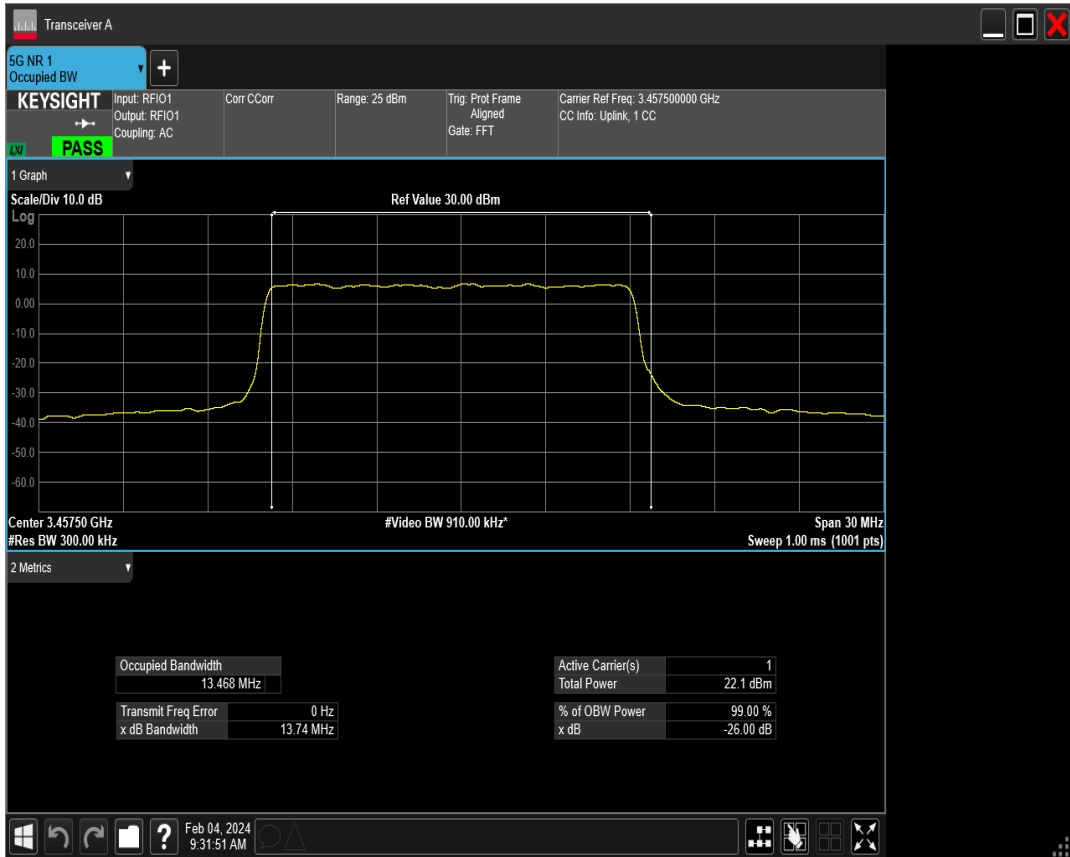 Transceiver A
5G NR 1
Occupied BW
+
KEYSIGHT
LXI
PASS
Input: RFIO1
Output: RFIO1
Coupling: AC
Corr CCorr
Range: 25 dBm
Trig: Prot Frame
Aligned
Gate: FFT
Carrier Ref Freq: 3.457500000 GHz
CC Info: Uplink, 1 CC
1 Graph
Scale/Div 10.0 dB
Ref Value 30.00 dBm
Log
20.0
10.0
0.00
-10.0
-20.0
-30.0
-40.0
-50.0
-60.0
Center 3.45750 GHz
#Video BW 910.00 kHz*
Span 30 MHz
#Res BW 300.00 kHz
Sweep 1.00 ms (1001 pts)
2 Metrics
Occupied Bandwidth
13.468 MHz
Transmit Freq Error 0 Hz
x dB Bandwidth 13.74 MHz
Active Carrier(s) 1
Total Power 22.1 dBm
% of OBW Power 99.00 %
x dB -26.00 dB
?
Feb 04, 2024
9:31:51 AM